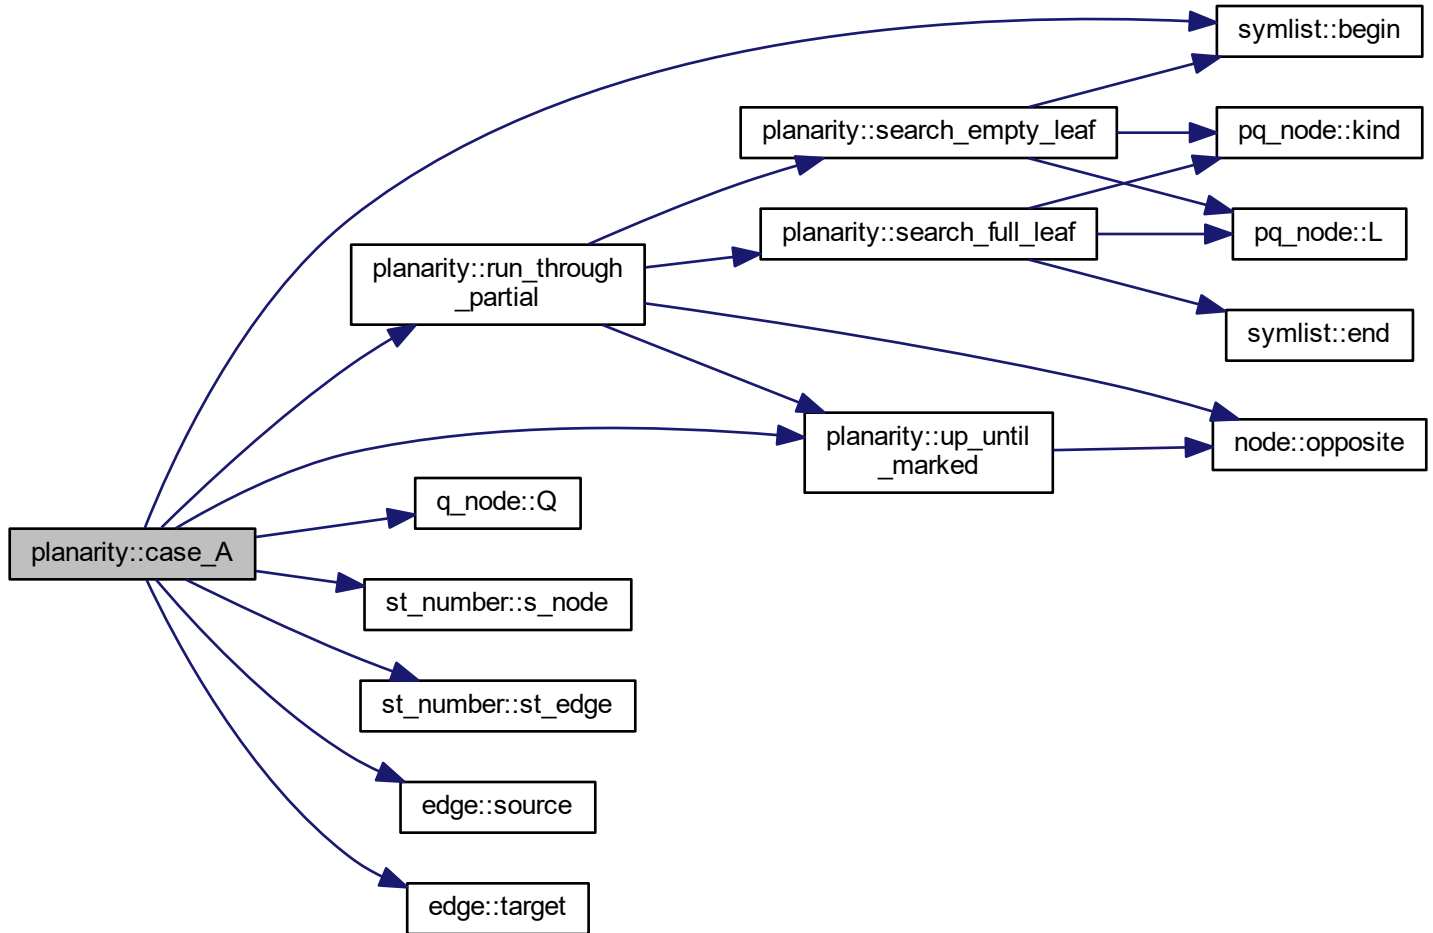 symlist::begin
planarity::search_empty_leaf
pq_node::kind
planarity::search_full_leaf
pq_node::L
planarity::run_through
_partial
symlist::end
planarity::up_until
_marked
node::opposite
q_node::Q
planarity::case_A
st_number::s_node
st_number::st_edge
edge::source
edge::target